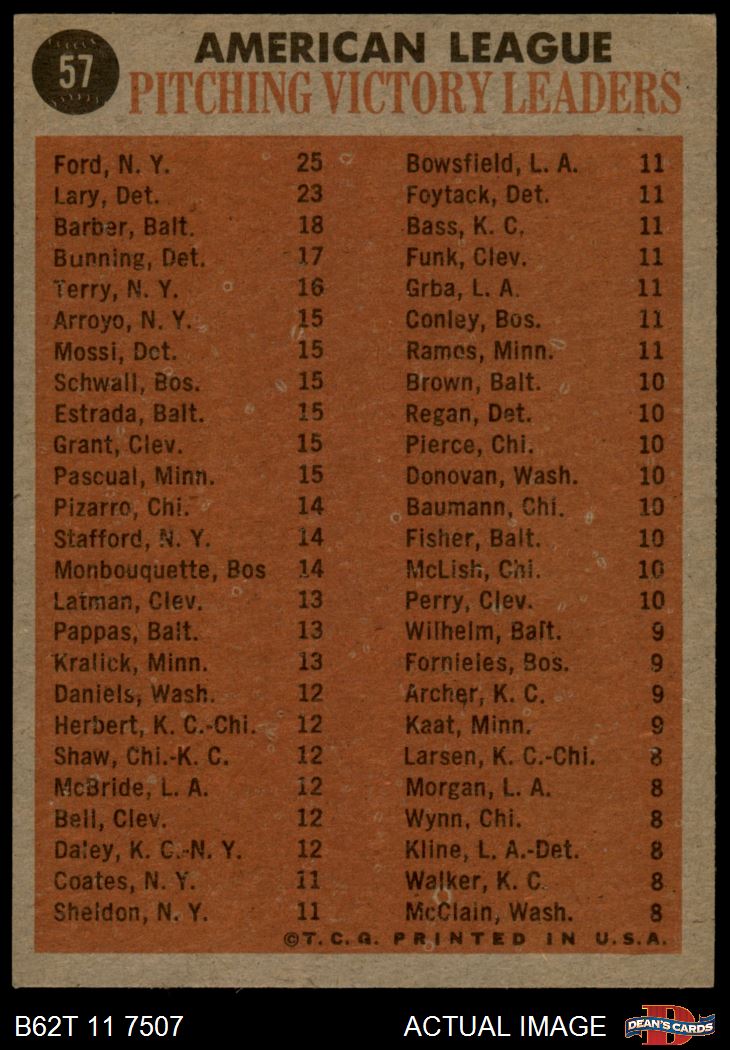 57
AMERICAN LEAGUE
PITCHING VICTORY LEADERS
Ford, N. Y. 25
Lary, Det. 23
Barber, Balt. 18
Bunning, Det. 17
Terry, N. Y. 16
Arroyo, N. Y. 15
Mossi, Det. 15
Schwall, Bos. 15
Estrada, Balt. 15
Grant, Clev. 15
Pascual, Minn. 15
Pizarro, Chi. 14
Stafford, N. Y. 14
Monbouquette, Bos 14
Latman, Clev. 13
Pappas, Balt. 13
Kralick, Minn. 13
Daniels, Wash. 12
Herbert, K. C.-Chi. 12
Shaw, Chi.-K. C. 12
McBride, L. A. 12
Bell, Clev. 12
Daley, K. C.-N. Y. 12
Coates, N. Y. 11
Sheldon, N. Y. 11
Bowsfield, L. A. 11
Foytack, Det. 11
Bass, K. C. 11
Funk, Clev. 11
Grba, L. A. 11
Conley, Bos. 11
Ramos, Minn. 11
Brown, Balt. 10
Regan, Det. 10
Pierce, Chi. 10
Donovan, Wash. 10
Baumann, Chi. 10
Fisher, Balt. 10
McLish, Chi. 10
Perry, Clev. 10
Wilhelm, Balt. 9
Fornieles, Bos. 9
Archer, K. C. 9
Kaat, Minn. 9
Larsen, K. C.-Chi. 8
Morgan, L. A. 8
Wynn, Chi. 8
Kline, L. A.-Det. 8
Walker, K. C. 8
McClain, Wash. 8
©T. C. G. PRINTED IN U.S.A.
B62T 11 7507 ACTUAL IMAGE
D
DEAN'S CARDS